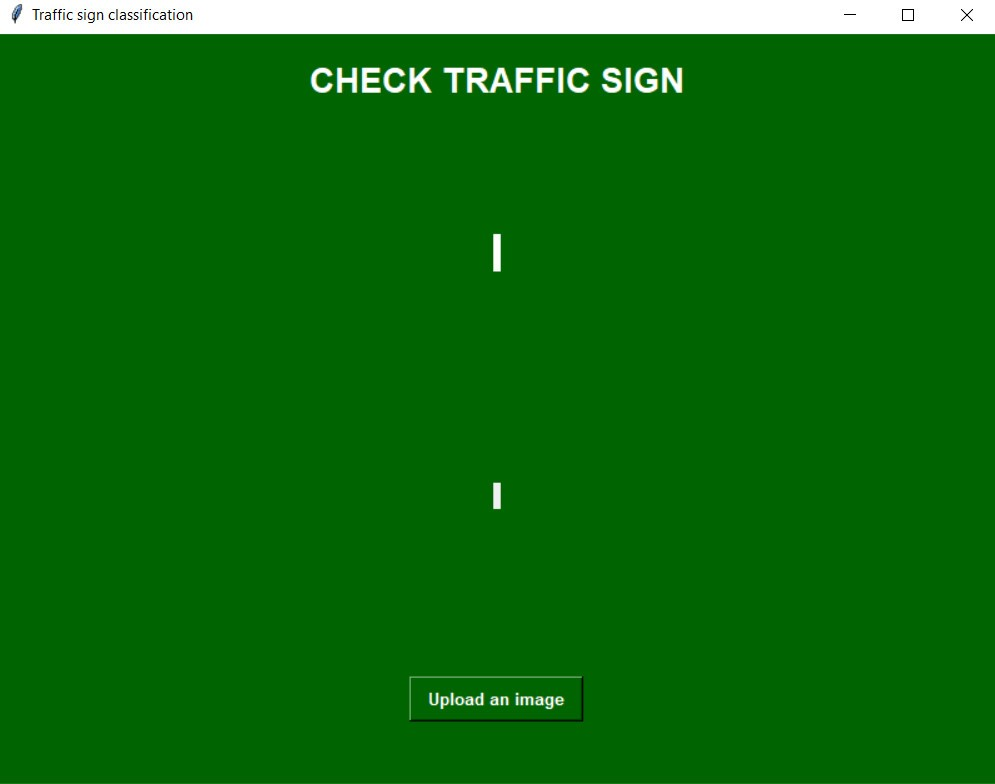 Traffic sign classification
CHECK TRAFFIC SIGN
Upload an image